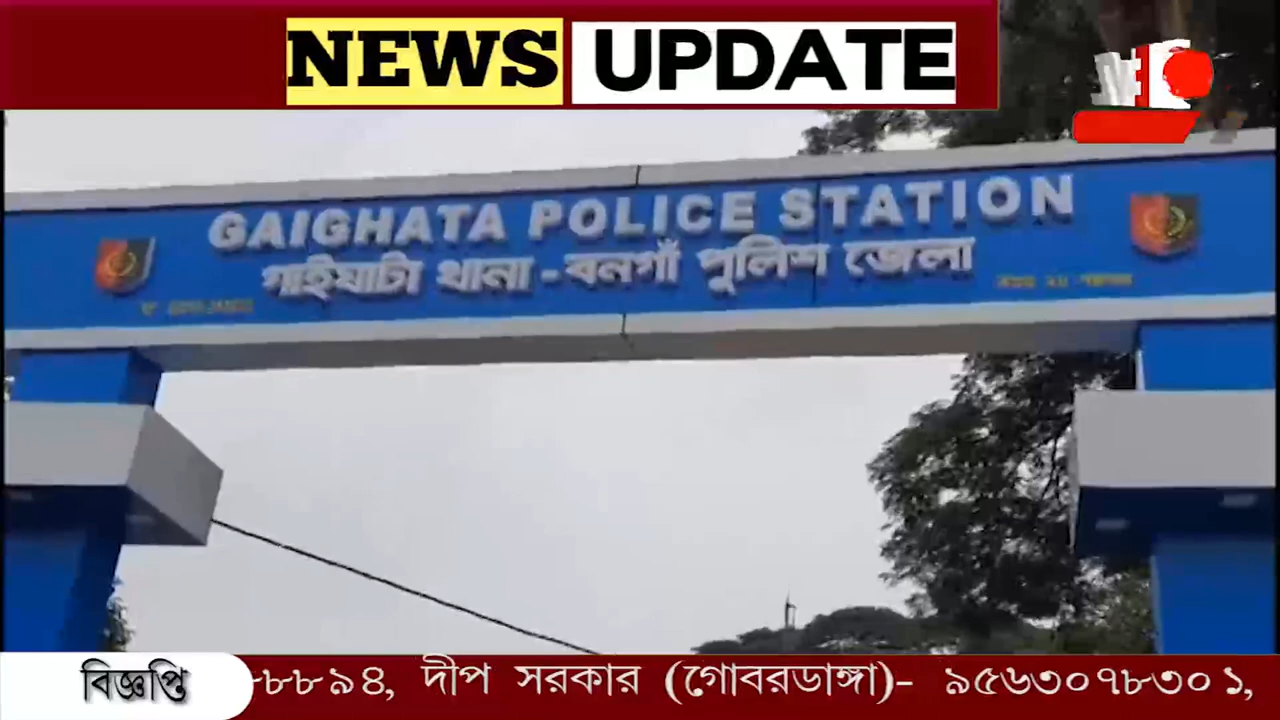 NEWS UPDATE
GAIGHATA POLICE STATION
গাইঘাটা থানা - বনগাঁ পুলিশ জেলা
বিজ্ঞপ্তি
৮৮৯৪, দীপ সরকার (গোবরডাঙ্গা)- ৯৫৬৩০৭৮৩০১,